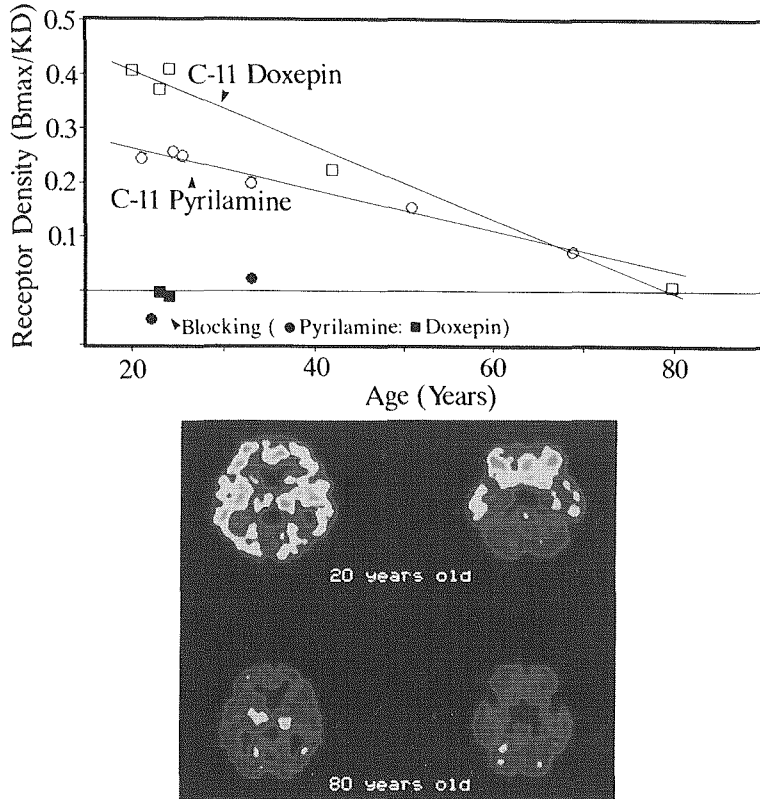 Receptor Density (Bmax/KD)
0.5
0.4
0.3
0.2
0.1
C-11 Doxepin
C-11 Pyrilamine
Blocking ( ● Pyrilamine: ■ Doxepin)
20 40 60 80
Age (Years)
20 years old
80 years old